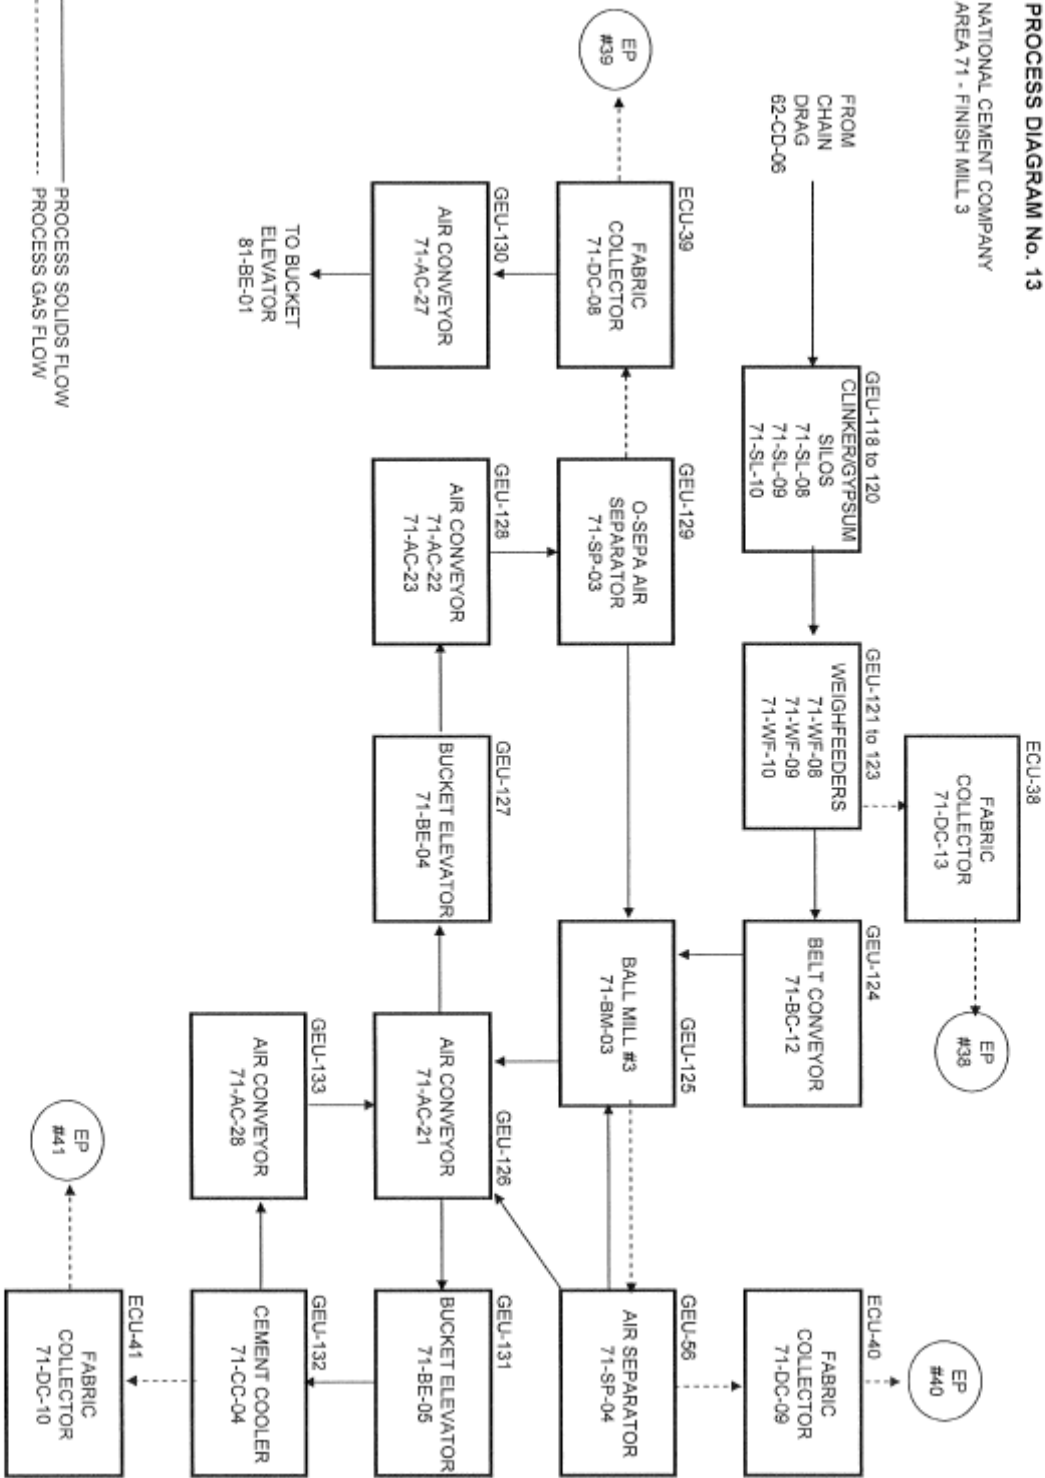 PROCESS DIAGRAM No. 13
NATIONAL CEMENT COMPANY
AREA 71 - FINISH MILL 3
ECU-38
FABRIC
COLLECTOR
71-DC-13
EP
#38
FROM
CHAIN
DRAG
62-CD-06
GEU-118 to 120
CLINKER/GYPSUM
SILOS
71-SL-08
71-SL-09
71-SL-10
GEU-121 to 123
WEIGHFEEDERS
71-WF-08
71-WF-09
71-WF-10
GEU-124
BELT CONVEYOR
71-BC-12
EP
#40
ECU-40
FABRIC
COLLECTOR
71-DC-09
EP
#39
ECU-39
FABRIC
COLLECTOR
71-DC-08
GEU-129
O-SEPA AIR
SEPARATOR
71-SP-03
GEU-125
BALL MILL #3
71-BM-03
GEU-56
AIR SEPARATOR
71-SP-04
GEU-130
AIR CONVEYOR
71-AC-27
GEU-128
AIR CONVEYOR
71-AC-22
71-AC-23
GEU-127
BUCKET ELEVATOR
71-BE-04
GEU-126
AIR CONVEYOR
71-AC-21
GEU-131
BUCKET ELEVATOR
71-BE-05
TO BUCKET
ELEVATOR
81-BE-01
GEU-133
AIR CONVEYOR
71-AC-28
GEU-132
CEMENT COOLER
71-CC-04
EP
#41
ECU-41
FABRIC
COLLECTOR
71-DC-10
PROCESS SOLIDS FLOW
PROCESS GAS FLOW